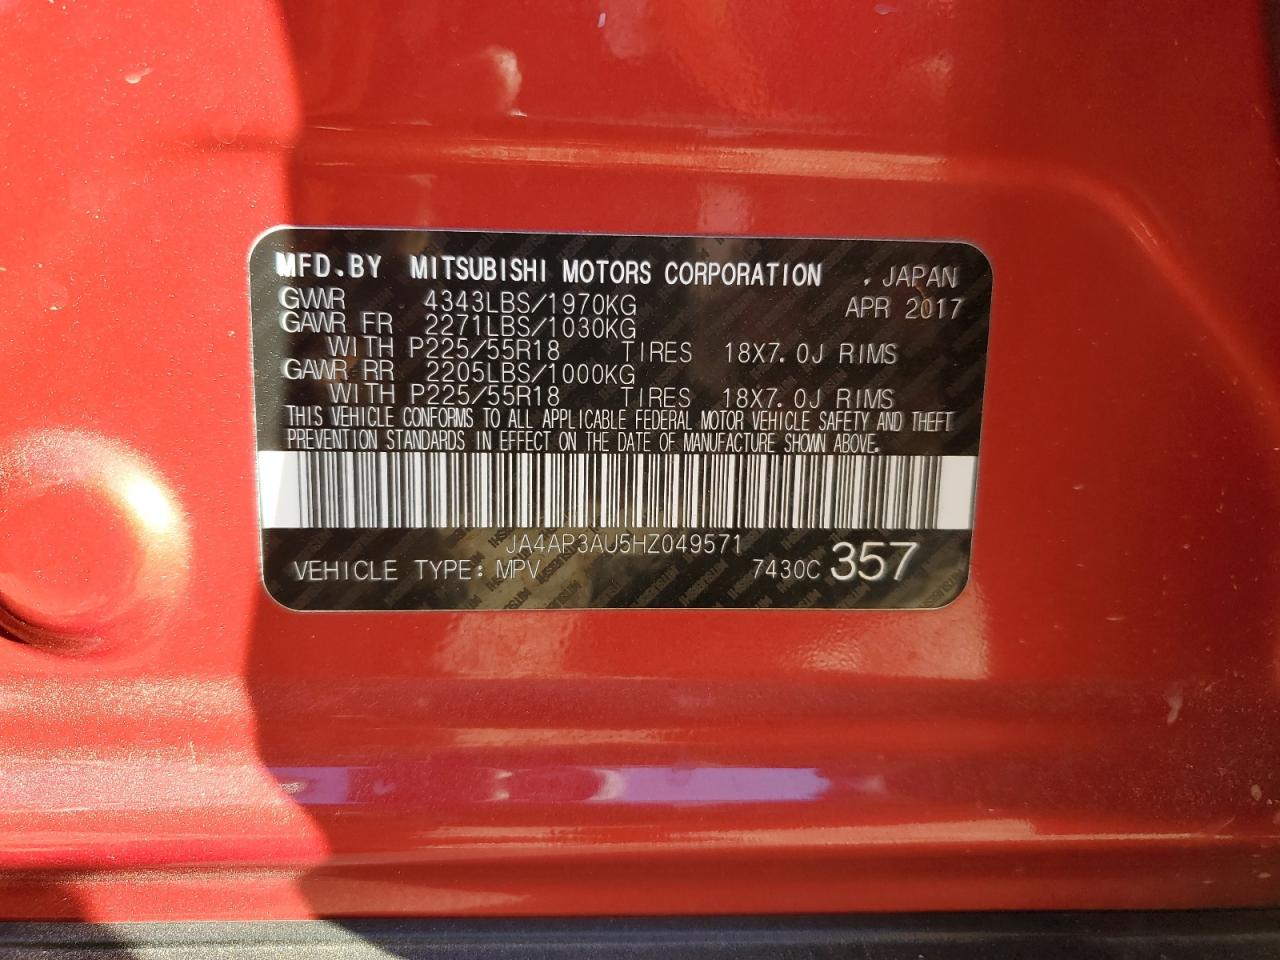 MFD.BY MITSUBISHI MOTORS CORPORATION , JAPAN
GVWR 4343LBS/1970KG APR 2017
GAWR FR 2271LBS/1030KG
WITH P225/55R18 TIRES 18X7.0J RIMS
GAWR RR 2205LBS/1000KG
WITH P225/55R18 TIRES 18X7.0J RIMS
THIS VEHICLE CONFORMS TO ALL APPLICABLE FEDERAL MOTOR VEHICLE SAFETY AND THEFT
PREVENTION STANDARDS IN EFFECT ON THE DATE OF MANUFACTURE SHOWN ABOVE.
JA4AP3AU5HZ049571
VEHICLE TYPE: MPV 7430C 357